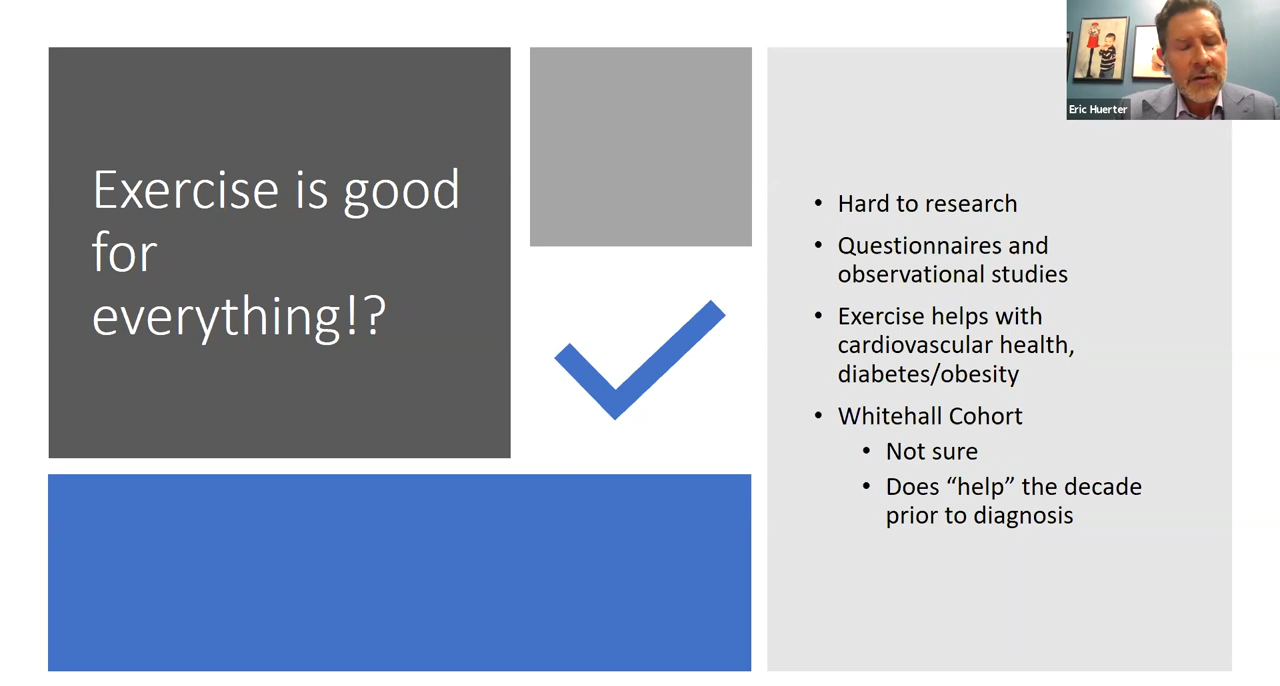 Exercise is good
for
everything!?
Eric Huerter
• Hard to research
• Questionnaires and
observational studies
• Exercise helps with
cardiovascular health,
diabetes/obesity
• Whitehall Cohort
• Not sure
• Does “help” the decade
prior to diagnosis